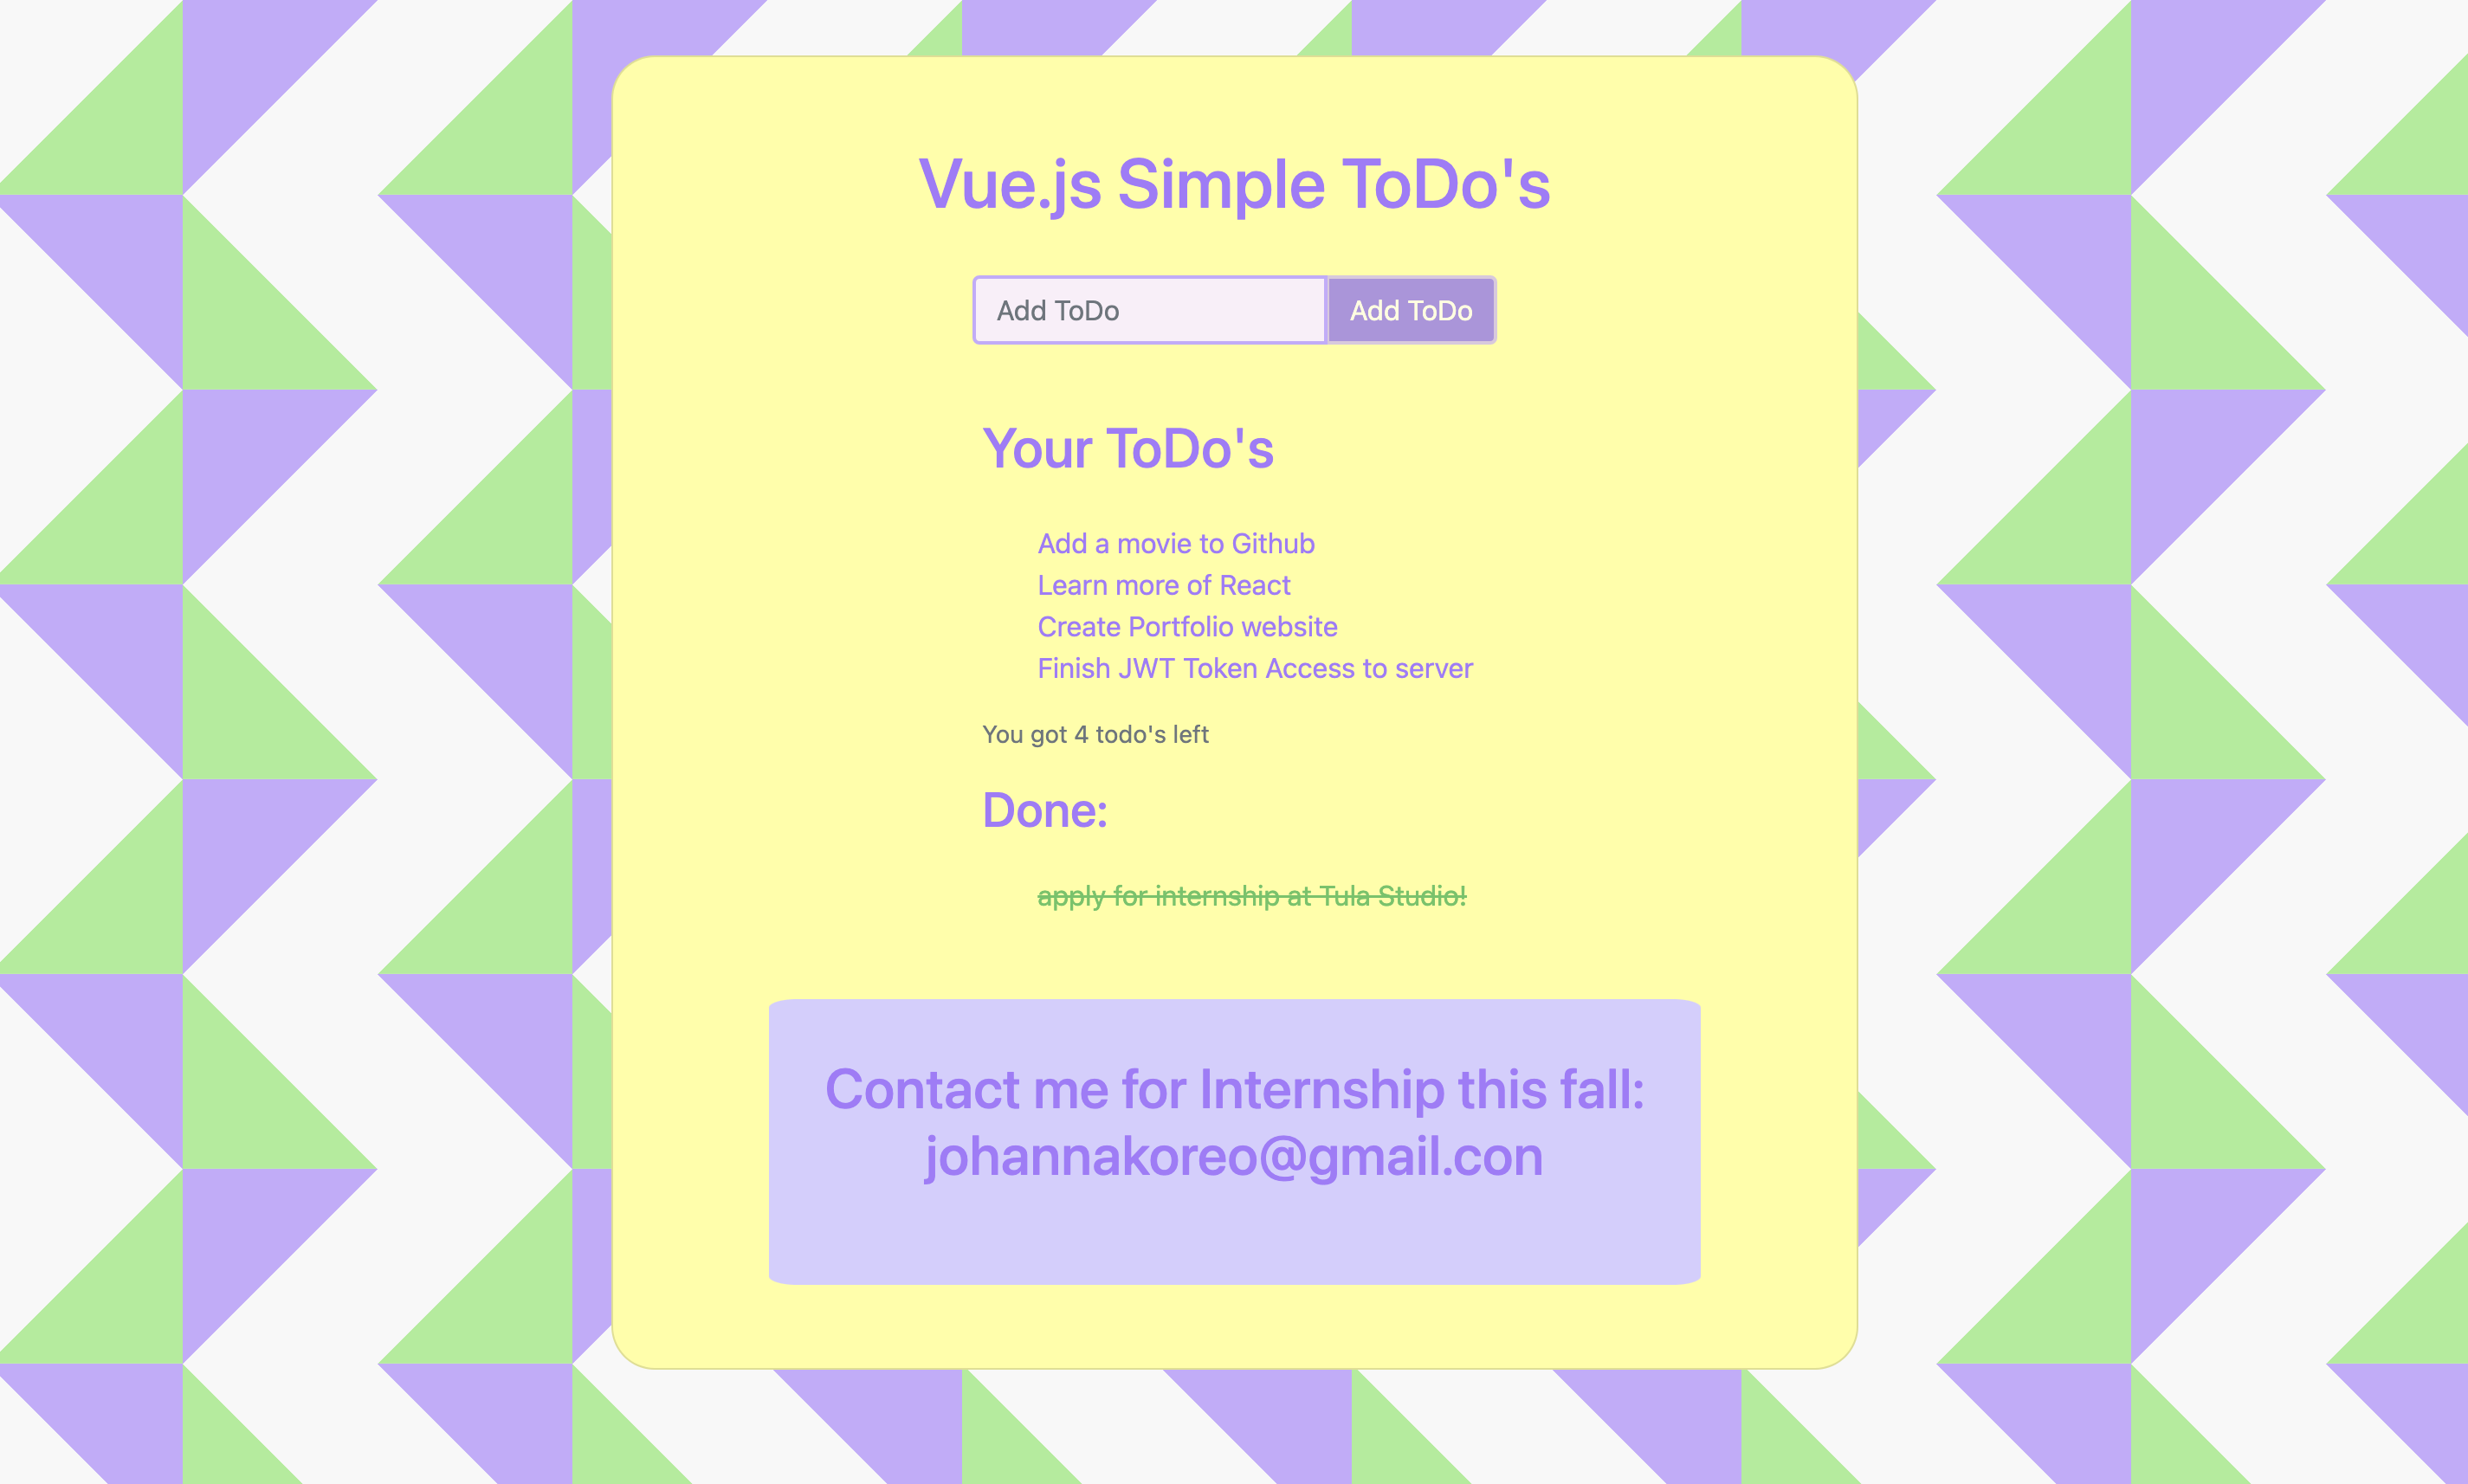 Vue.js Simple ToDo's
Add ToDo Add ToDo
Your ToDo's
Add a movie to Github
Learn more of React
Create Portfolio website
Finish JWT Token Access to server
You got 4 todo's left
Done:
apply for internship at Tula Studio!
Contact me for Internship this fall:
johannakoreo@gmail.con